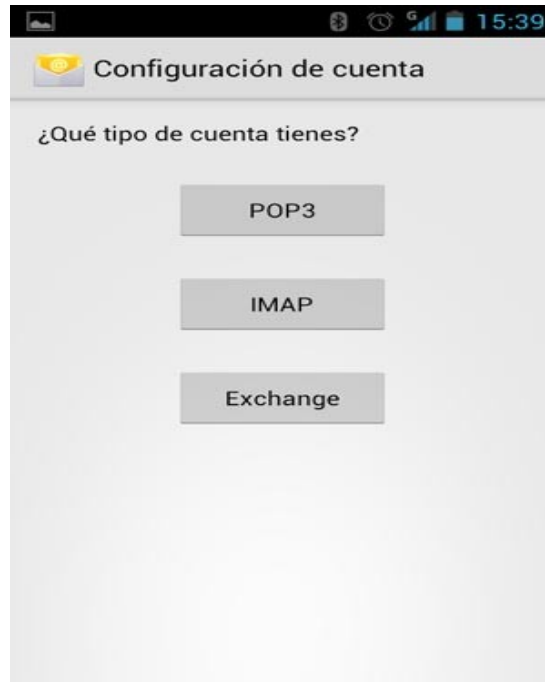 G 15:39
Configuración de cuenta
¿Qué tipo de cuenta tienes?
POP3
IMAP
Exchange